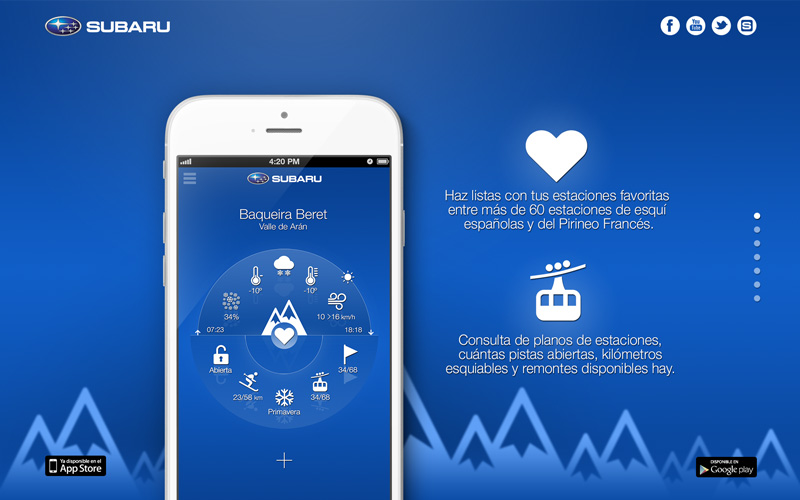 SUBARU
4:20 PM
SUBARU
Baqueira Beret
Valle de Arán
-10º
-10º
34%
10 >16 km/h
07:23
18:18
Abierta
34/68
23/56 km
34/68
Primavera
Haz listas con tus estaciones favoritas
entre más de 60 estaciones de esquí
españolas y del Pirineo Francés.
Consulta de planos de estaciones,
cuántas pistas abiertas, kilómetros
esquiables y remontes disponibles hay.
Ya disponible en el
App Store
DISPONIBLE EN
Google play